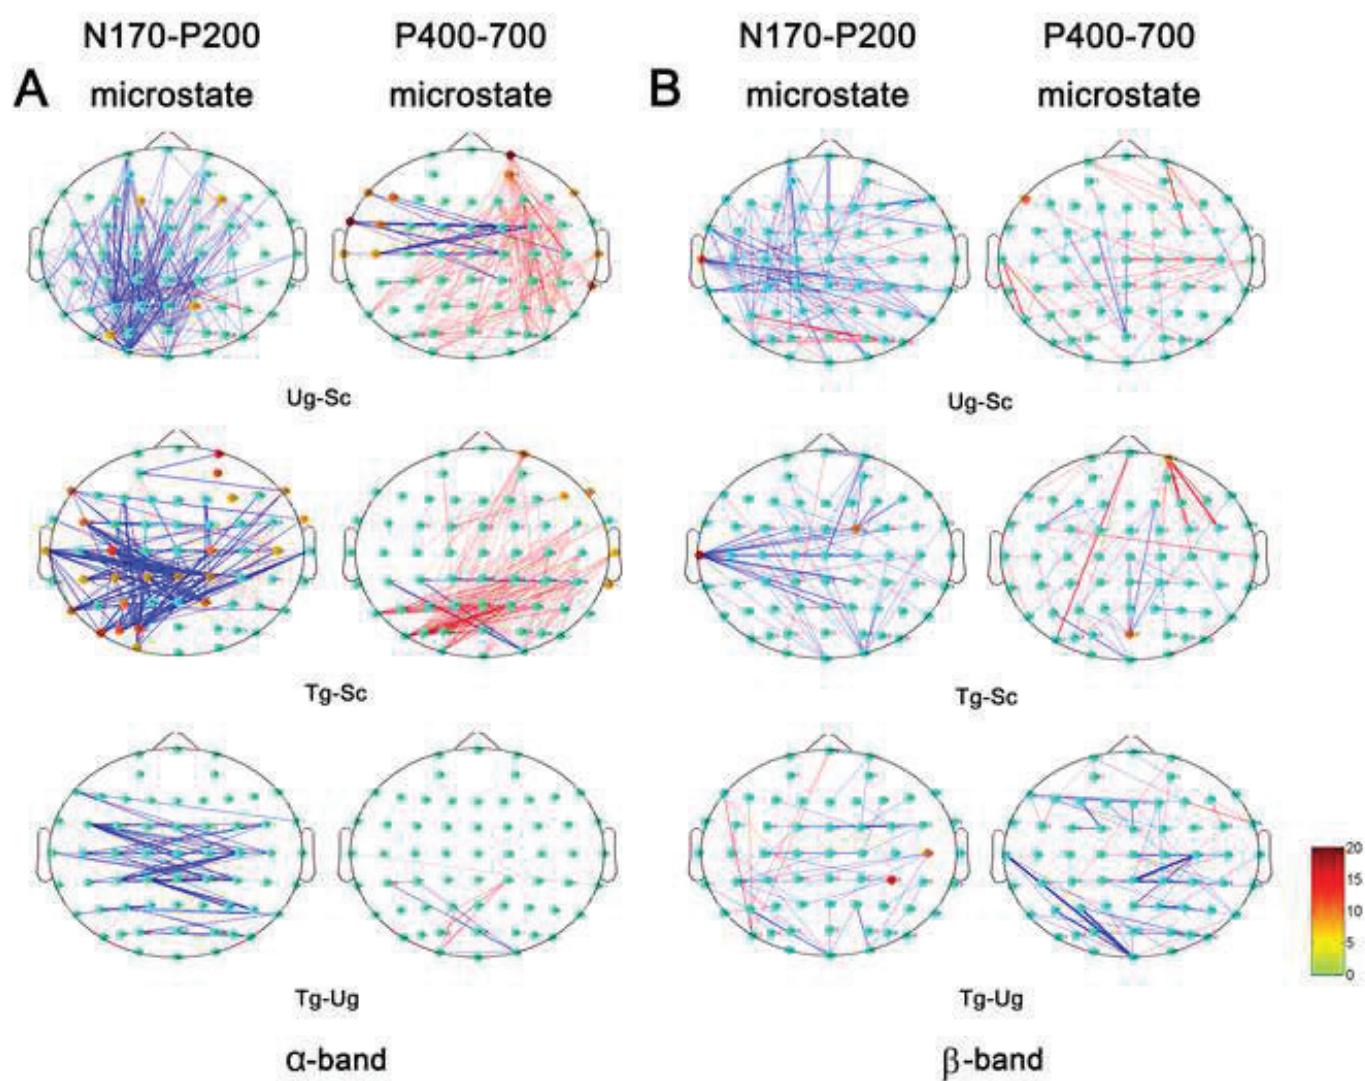 N170-P200 P400-700 N170-P200 P400-700
A microstate microstate B microstate microstate
Ug-Sc Ug-Sc
Tg-Sc Tg-Sc
20
15
10
5
0
Tg-Ug Tg-Ug
α-band β-band